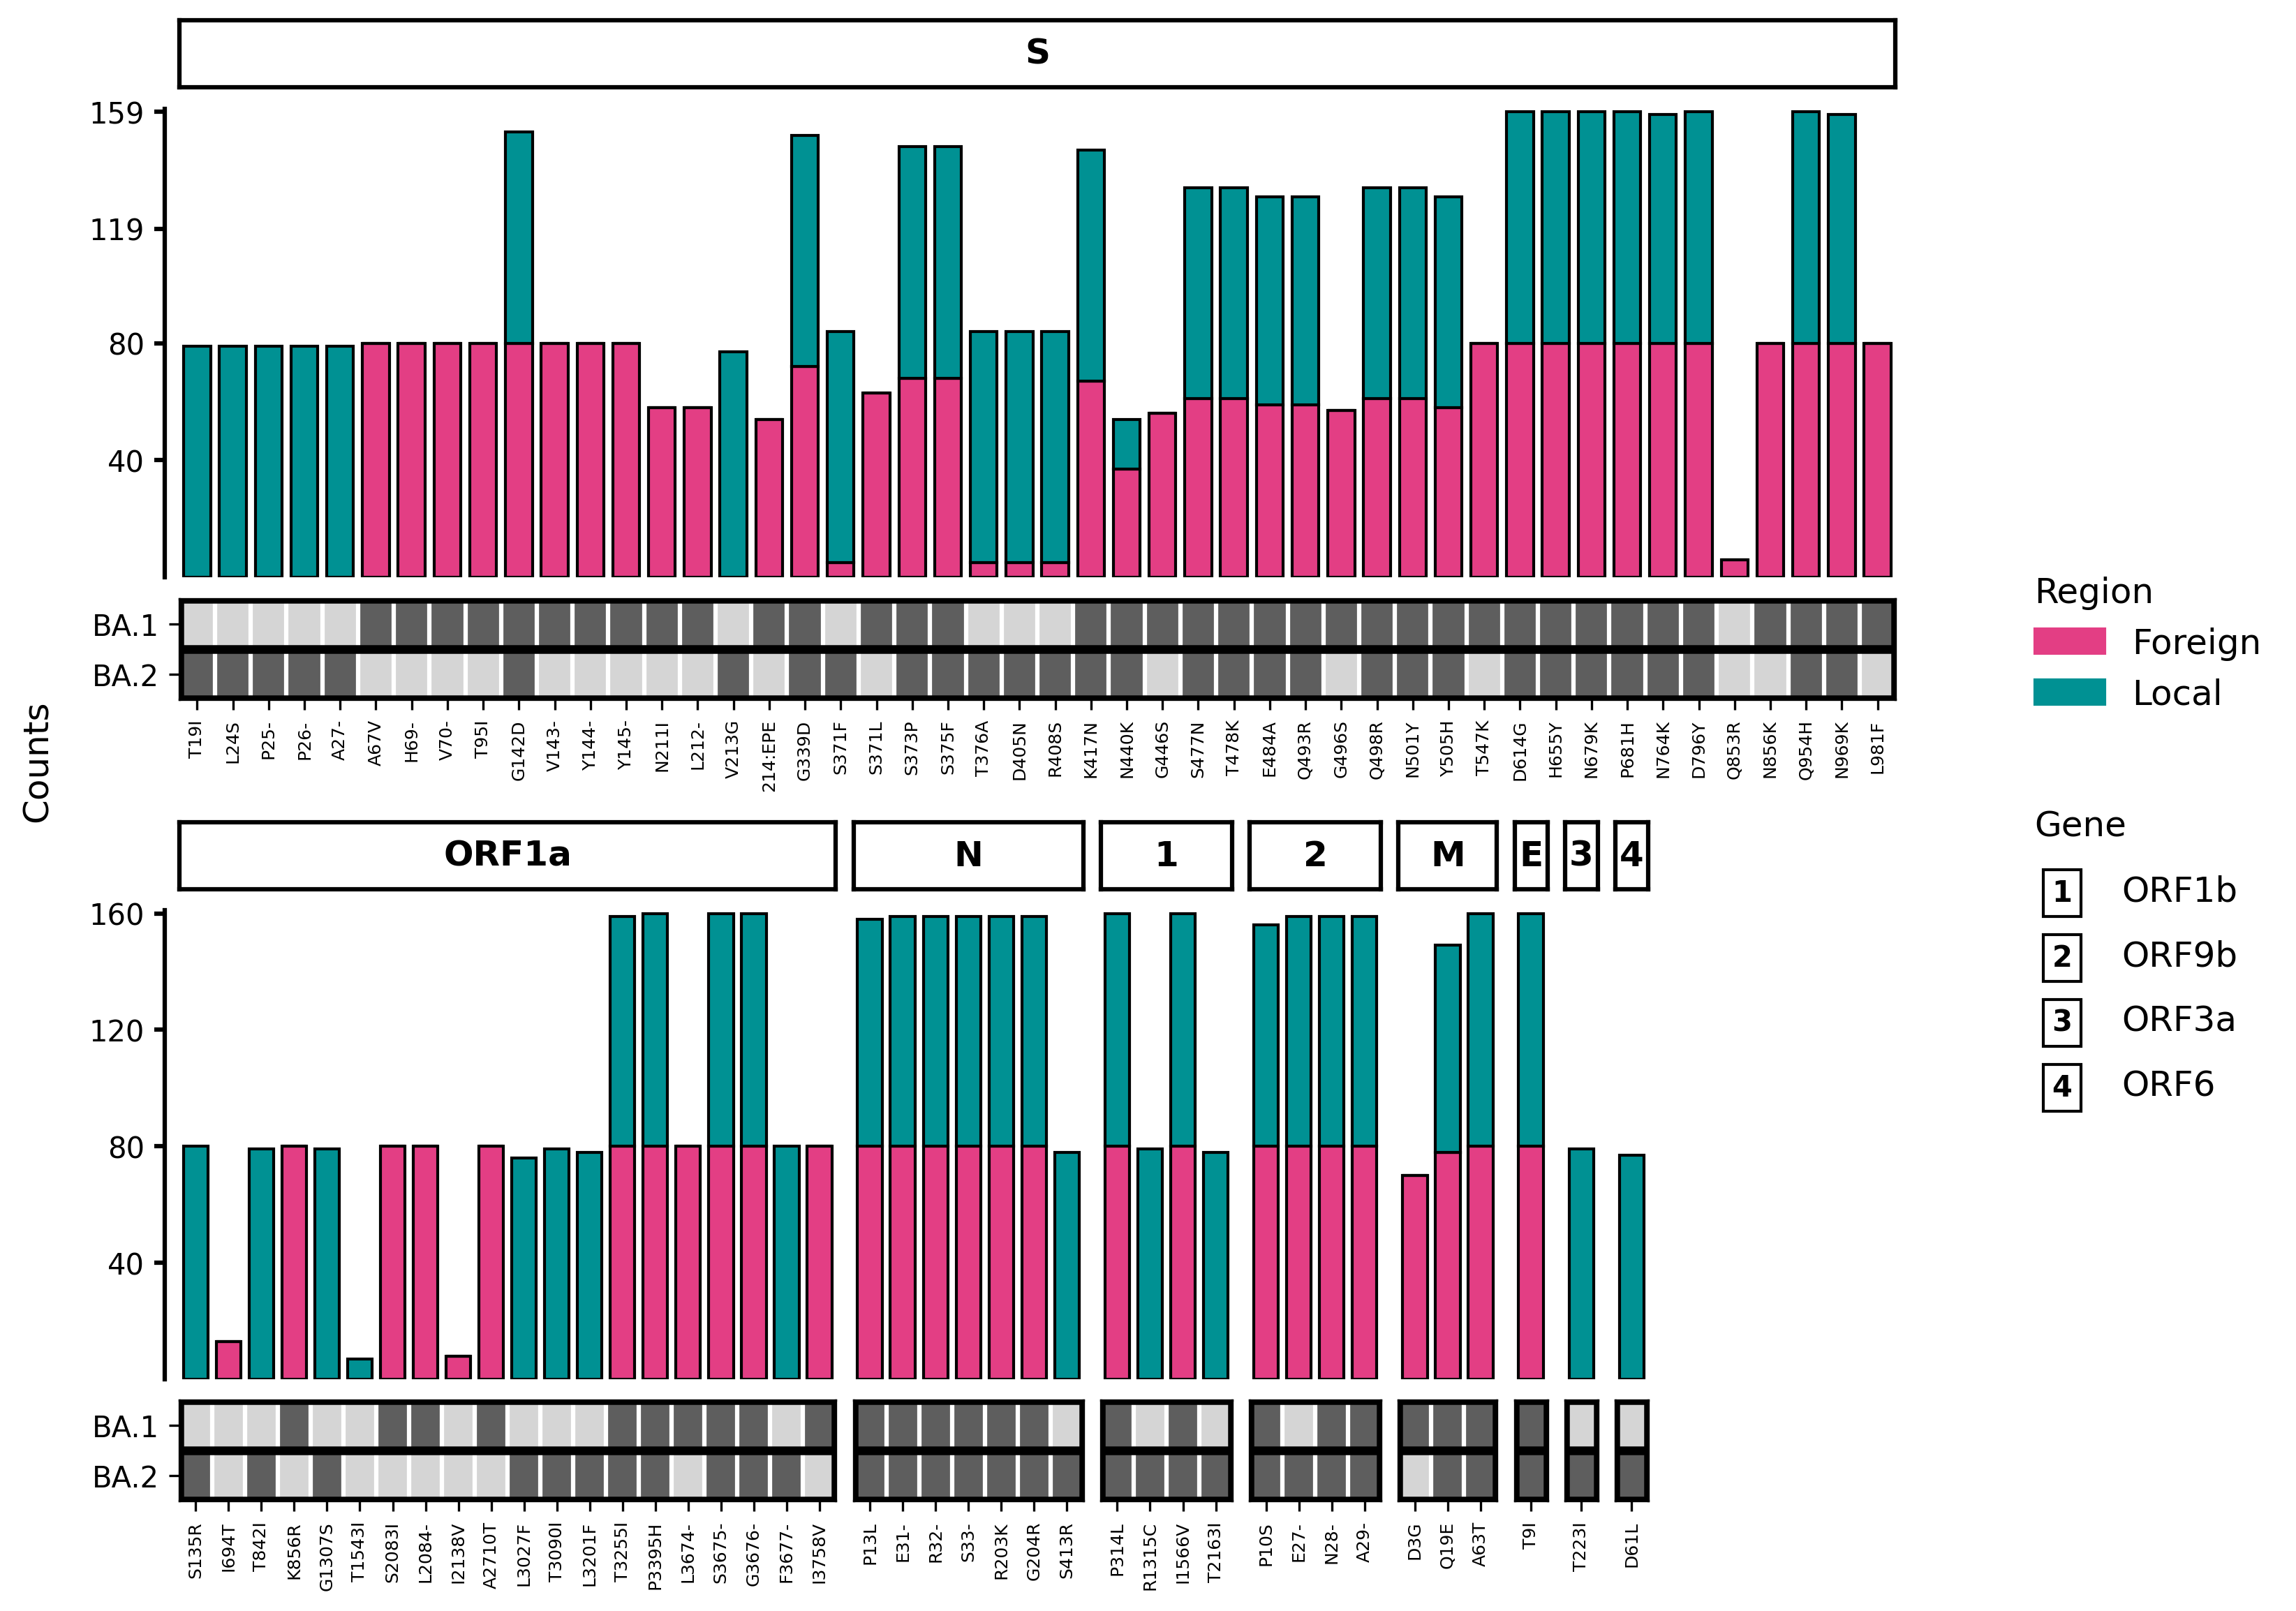 S
159
119
80
40
Counts
BA.1
BA.2
T19I L24S P25- P26- A27- A67V H69- V70- T95I G142D V143- Y144- Y145- N211I L212- V213G 214:EPE G339D S371F S371L S373P S375F T376A D405N R408S K417N N440K G446S S477N T478K E484A Q493R G496S Q498R N501Y Y505H T547K D614G H655Y N679K P681H N764K D796Y Q853R N856K Q954H N969K L981F
ORF1a N 1 2 M E 3 4
160
120
80
40
BA.1
BA.2
S135R I694T T842I K856R G1307S T1543I S2083I L2084- I2138V A2710T L3027F T3090I L3201F T3255I P3395H L3674- S3675- G3676- F3677- I3758V P13L E31- R32- S33- R203K G204R S413R P314L R1315C I1566V T2163I P10S E27- N28- A29- D3G Q19E A63T T9I T223I D61L
Region
Foreign
Local
Gene
1 ORF1b
2 ORF9b
3 ORF3a
4 ORF6